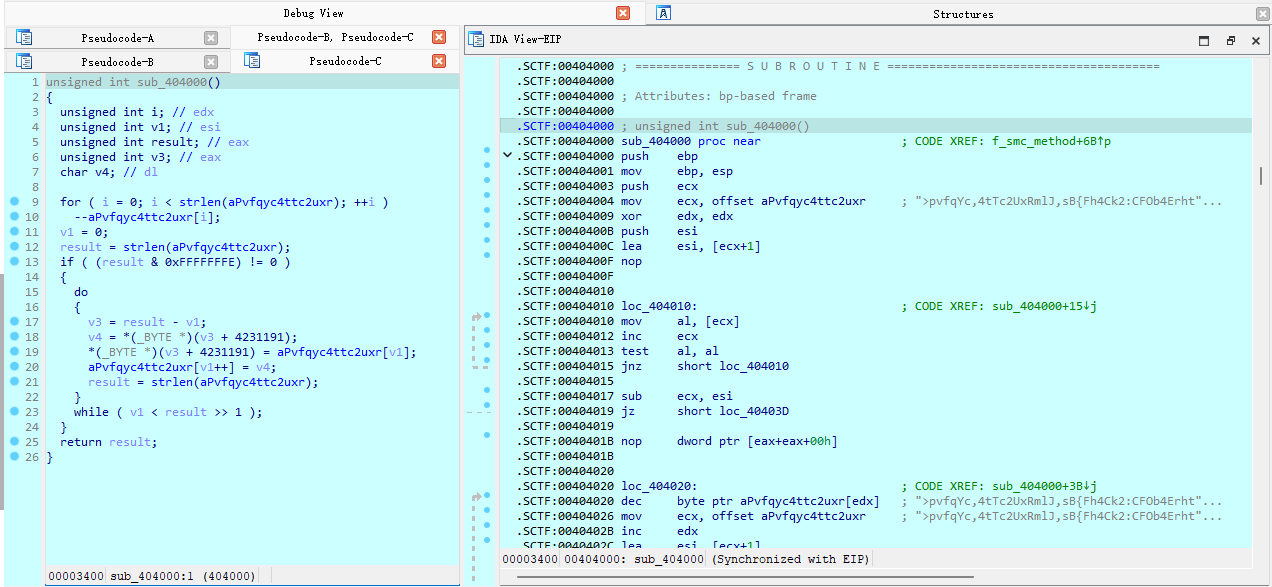 Debug View
Structures
Pseudocode-A
Pseudocode-B, Pseudocode-C
Pseudocode-B
Pseudocode-C
1 unsigned int sub_404000()
2 {
3 unsigned int i; // edx
4 unsigned int v1; // esi
5 unsigned int result; // eax
6 unsigned int v3; // eax
7 char v4; // dl
8
9 for ( i = 0; i < strlen(aPvfqyc4ttc2uxr); ++i )
10 --aPvfqyc4ttc2uxr[i];
11 v1 = 0;
12 result = strlen(aPvfqyc4ttc2uxr);
13 if ( (result & 0xFFFFFFFE) != 0 )
14 {
15 do
16 {
17 v3 = result - v1;
18 v4 = *(_BYTE *)(v3 + 4231191);
19 *(_BYTE *)(v3 + 4231191) = aPvfqyc4ttc2uxr[v1];
20 aPvfqyc4ttc2uxr[v1++] = v4;
21 result = strlen(aPvfqyc4ttc2uxr);
22 }
23 while ( v1 < result >> 1 );
24 }
25 return result;
26 }
00003400 sub_404000:1 (404000)
IDA View-EIP
.SCTF:00404000 ; =============== S U B R O U T I N E =======================================
.SCTF:00404000
.SCTF:00404000 ; Attributes: bp-based frame
.SCTF:00404000
.SCTF:00404000 ; unsigned int sub_404000()
.SCTF:00404000 sub_404000 proc near ; CODE XREF: f_smc_method+6B↑p
.SCTF:00404000 push ebp
.SCTF:00404001 mov ebp, esp
.SCTF:00404003 push ecx
.SCTF:00404004 mov ecx, offset aPvfqyc4ttc2uxr ; ">pvfqYc,4tTc2UxRmlJ,sB{Fh4Ck2:CFOb4Erht"...
.SCTF:00404009 xor edx, edx
.SCTF:0040400B push esi
.SCTF:0040400C lea esi, [ecx+1]
.SCTF:0040400F nop
.SCTF:0040400F
.SCTF:00404010
.SCTF:00404010 loc_404010: ; CODE XREF: sub_404000+15↓j
.SCTF:00404010 mov al, [ecx]
.SCTF:00404012 inc ecx
.SCTF:00404013 test al, al
.SCTF:00404015 jnz short loc_404010
.SCTF:00404015
.SCTF:00404017 sub ecx, esi
.SCTF:00404019 jz short loc_40403D
.SCTF:00404019
.SCTF:0040401B nop dword ptr [eax+eax+00h]
.SCTF:0040401B
.SCTF:00404020
.SCTF:00404020 loc_404020: ; CODE XREF: sub_404000+3B↓j
.SCTF:00404020 dec byte ptr aPvfqyc4ttc2uxr[edx] ; ">pvfqYc,4tTc2UxRmlJ,sB{Fh4Ck2:CFOb4Erht"...
.SCTF:00404026 mov ecx, offset aPvfqyc4ttc2uxr ; ">pvfqYc,4tTc2UxRmlJ,sB{Fh4Ck2:CFOb4Erht"...
.SCTF:0040402B inc edx
.SCTF:0040402C lea esi, [ecx+1]
00003400 00404000: sub_404000 (Synchronized with EIP)